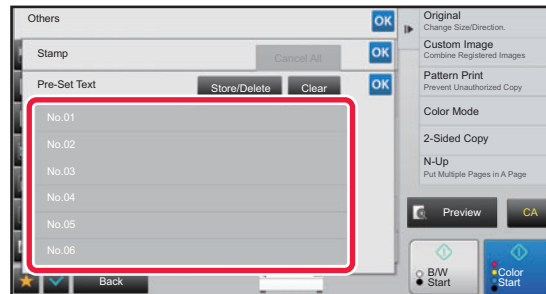 Others
OK
Stamp
Cancel All
OK
Pre-Set Text
Store/Delete
Clear
OK
No.01
No.02
No.03
No.04
No.05
No.06
Back
Original
Change Size/Direction.
Custom Image
Combine Registered Images
Pattern Print
Prevent Unauthorized Copy
Color Mode
2-Sided Copy
N-Up
Put Multiple Pages in A Page
Preview
CA
B/W
Start
Color
Start